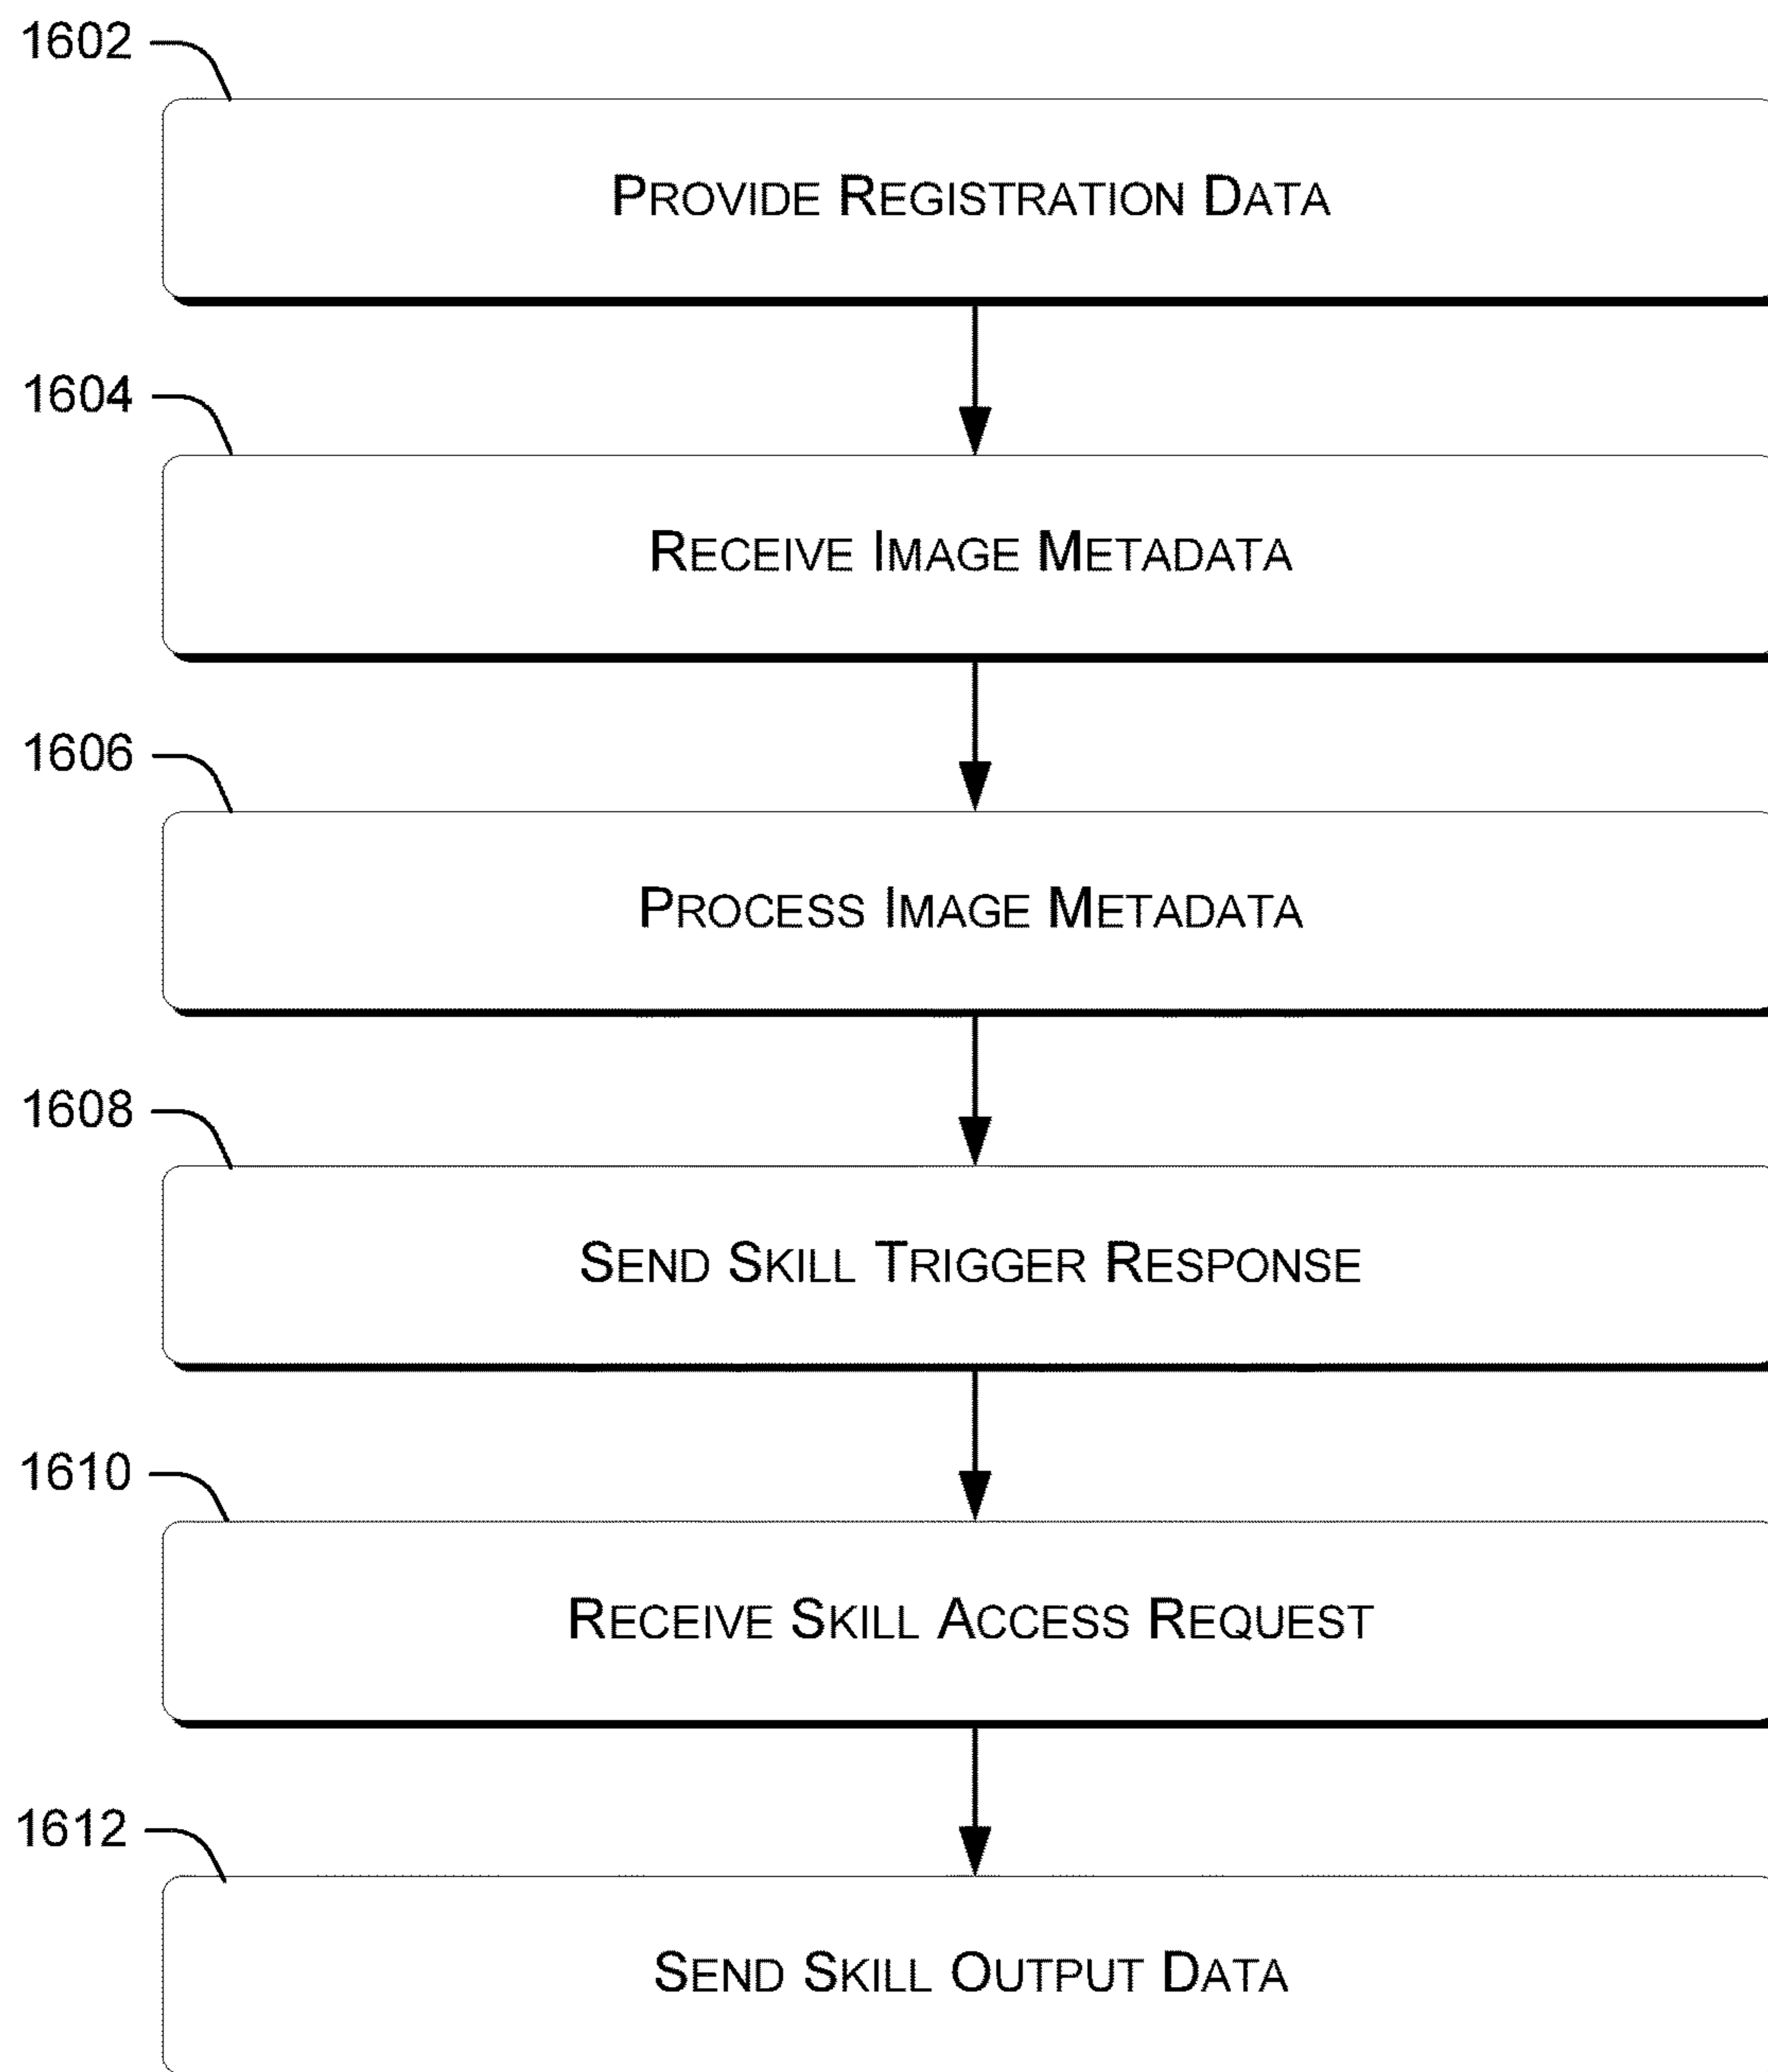 1602
PROVIDE REGISTRATION DATA
1604
RECEIVE IMAGE METADATA
1606
PROCESS IMAGE METADATA
1608
SEND SKILL TRIGGER RESPONSE
1610
RECEIVE SKILL ACCESS REQUEST
1612
SEND SKILL OUTPUT DATA